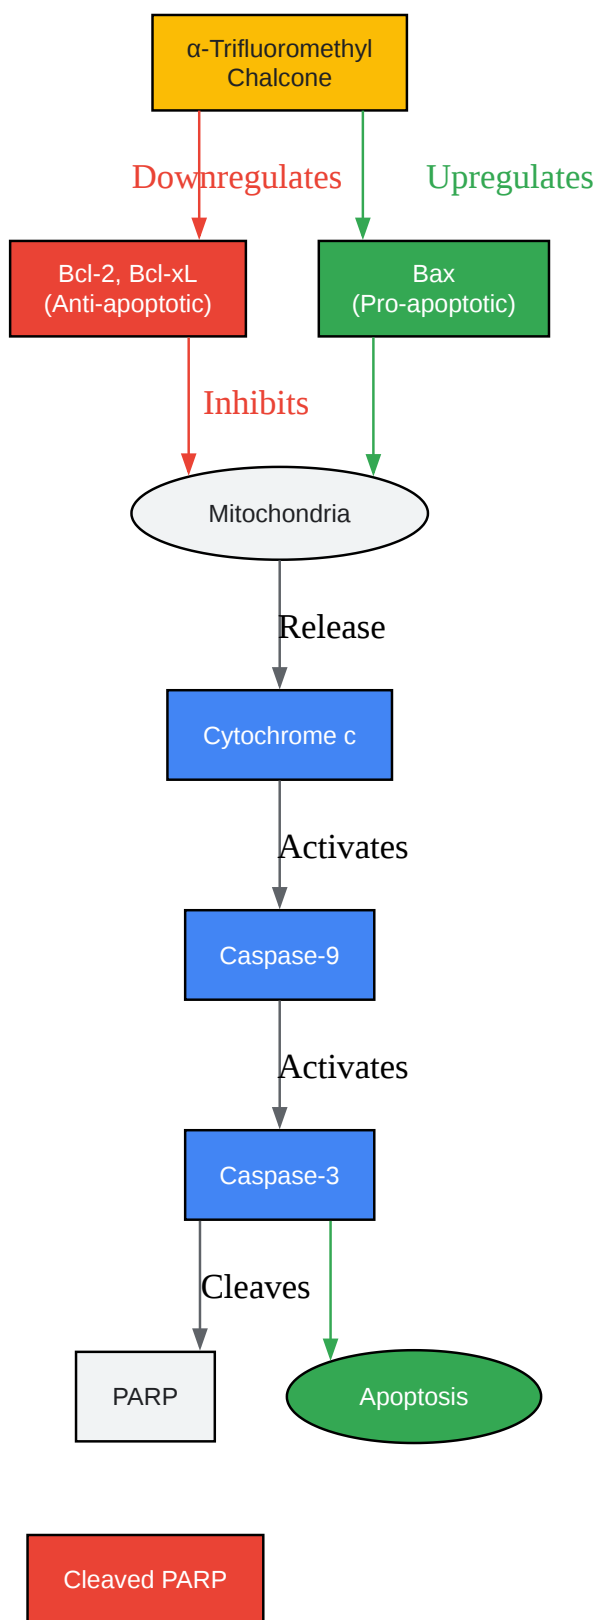 α-Trifluoromethyl
Chalcone
Downregulates
Upregulates
Bcl-2, Bcl-xL
(Anti-apoptotic)
Bax
(Pro-apoptotic)
Inhibits
Mitochondria
Release
Cytochrome c
Activates
Caspase-9
Activates
Caspase-3
Cleaves
PARP
Apoptosis
Cleaved PARP